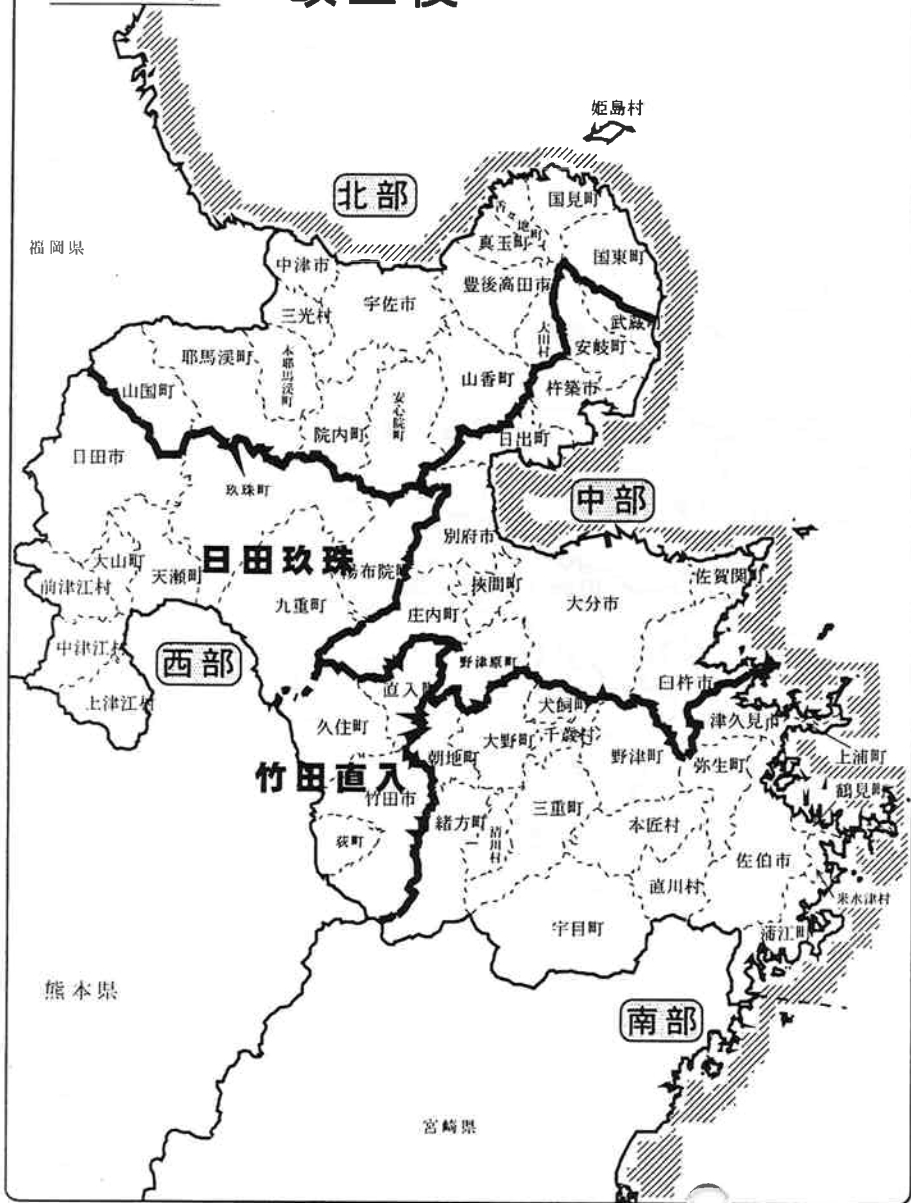 姫島村
北部
国見町
真玉町
国東町
福岡県
中津市
豊後高田市
宇佐市
三光村
武蔵
大田村
安岐町
耶馬渓町
本耶馬渓町
山香町
杵築市
山国町
安心院町
院内町
日出町
日田市
玖珠町
中部
別府市
日田玖珠
湯布院町
大山町
天瀬町
佐賀関町
前津江村
挾間町
大分市
九重町
庄内町
中津江村
西部
野津原町
直入町
臼杵市
上津江村
犬飼町
久住町
津久見市
千歳村
大野町
朝地町
野津町
上浦町
弥生町
竹田直入
竹田市
鶴見町
三重町
緒方町
本匠村
荻町
清川村
佐伯市
直川村
米水津村
宇目町
蒲江町
熊本県
南部
宮崎県